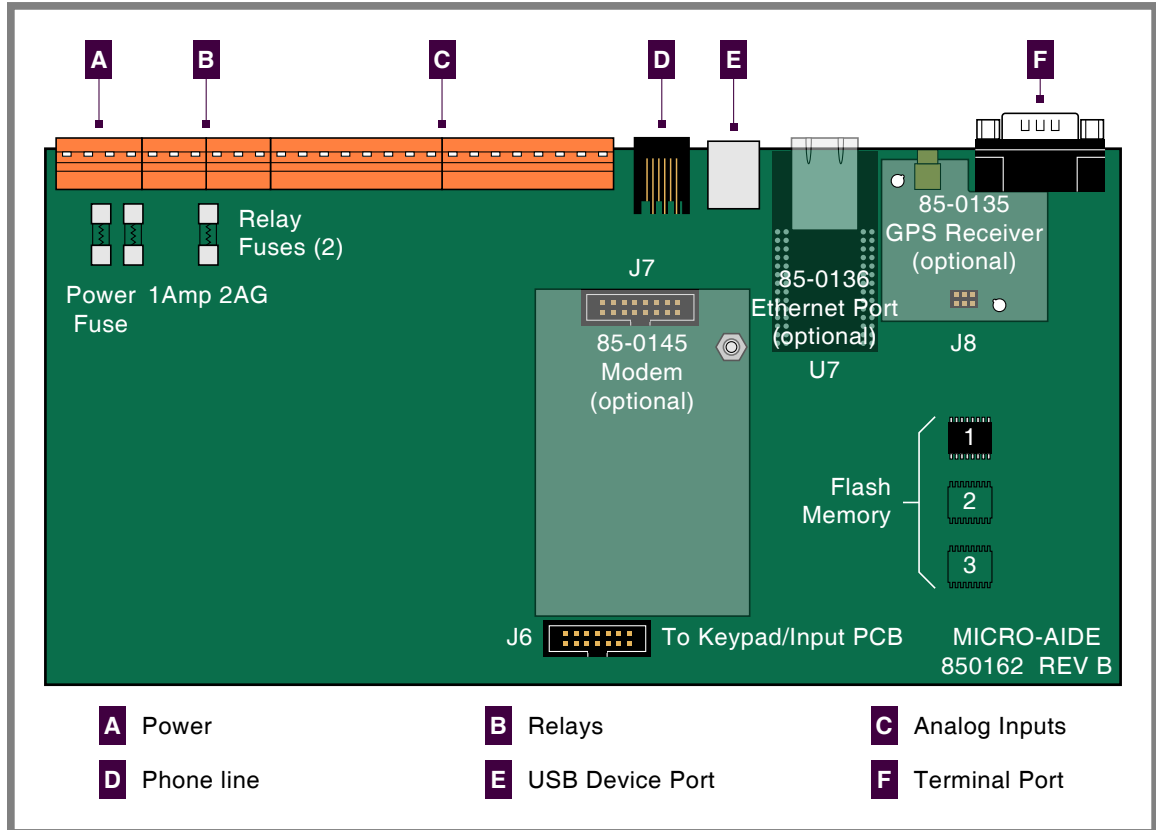 A
B
C
D
E
F
Relay
Fuses (2)
Power 1Amp 2AG
Fuse
J7
85-0145
Modem
(optional)
85-0136
Ethernet Port
(optional)
U7
85-0135
GPS Receiver
(optional)
J8
Flash
Memory
1
2
3
J6
To Keypad/Input PCB
MICRO-AIDE
850162 REV B
A Power
B Relays
C Analog Inputs
D Phone line
E USB Device Port
F Terminal Port